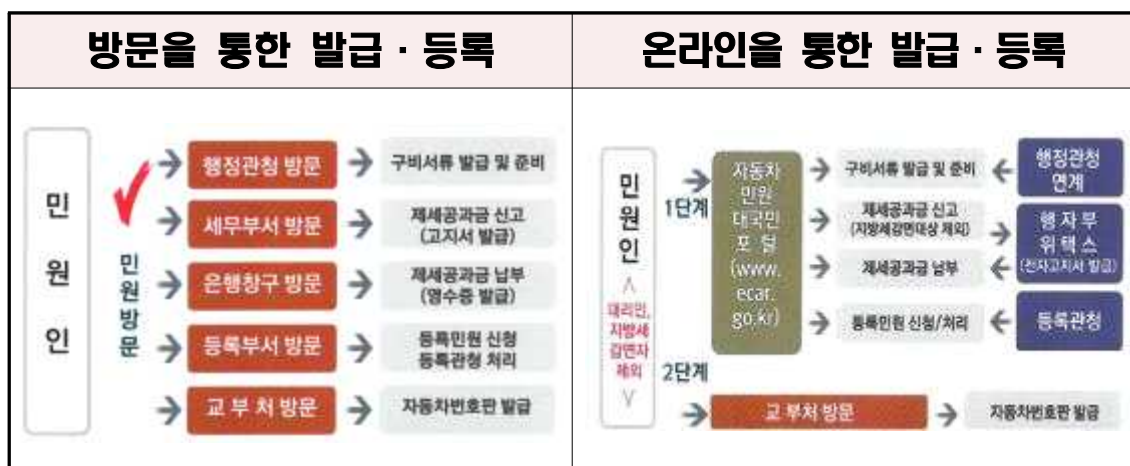 방문을 통한 발급·등록
민원인
민원방문
행정관청 방문
구비서류 발급 및 준비
세무부서 방문
제세공과금 신고
(고지서 발급)
은행창구 방문
제세공과금 납부
(영수증 발급)
등록부서 방문
등록민원 신청
등록관청 처리
교 부 처 방문
자동차번호판 발급
온라인을 통한 발급·등록
민원인
대리인,
지방세
감면자
제외
1단계
자동차
민원
대국민
포 털
(www.
ecar.
go.kr)
구비서류 발급 및 준비
행정관청
연계
제세공과금 신고
(지방세감면대상 제외)
제세공과금 납부
행 자 부
위 택 스
(전자고지서 발급)
등록민원 신청/처리
등록관청
2단계
교 부처 방문
자동차번호판 발급